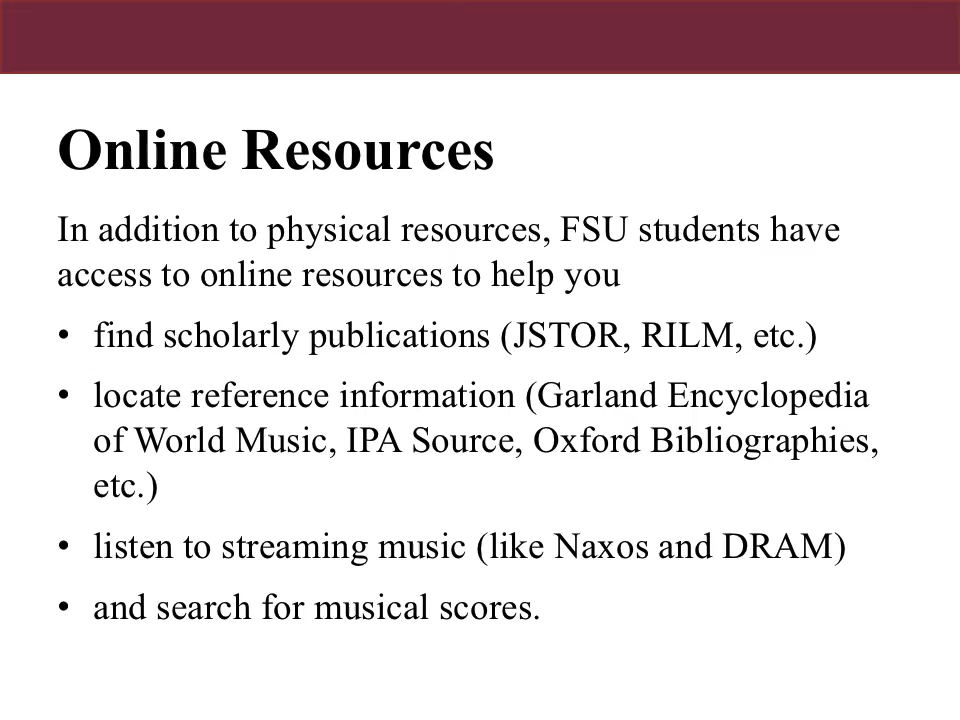 Online Resources
In addition to physical resources, FSU students have
access to online resources to help you
• find scholarly publications (JSTOR, RILM, etc.)
• locate reference information (Garland Encyclopedia
of World Music, IPA Source, Oxford Bibliographies,
etc.)
• listen to streaming music (like Naxos and DRAM)
• and search for musical scores.